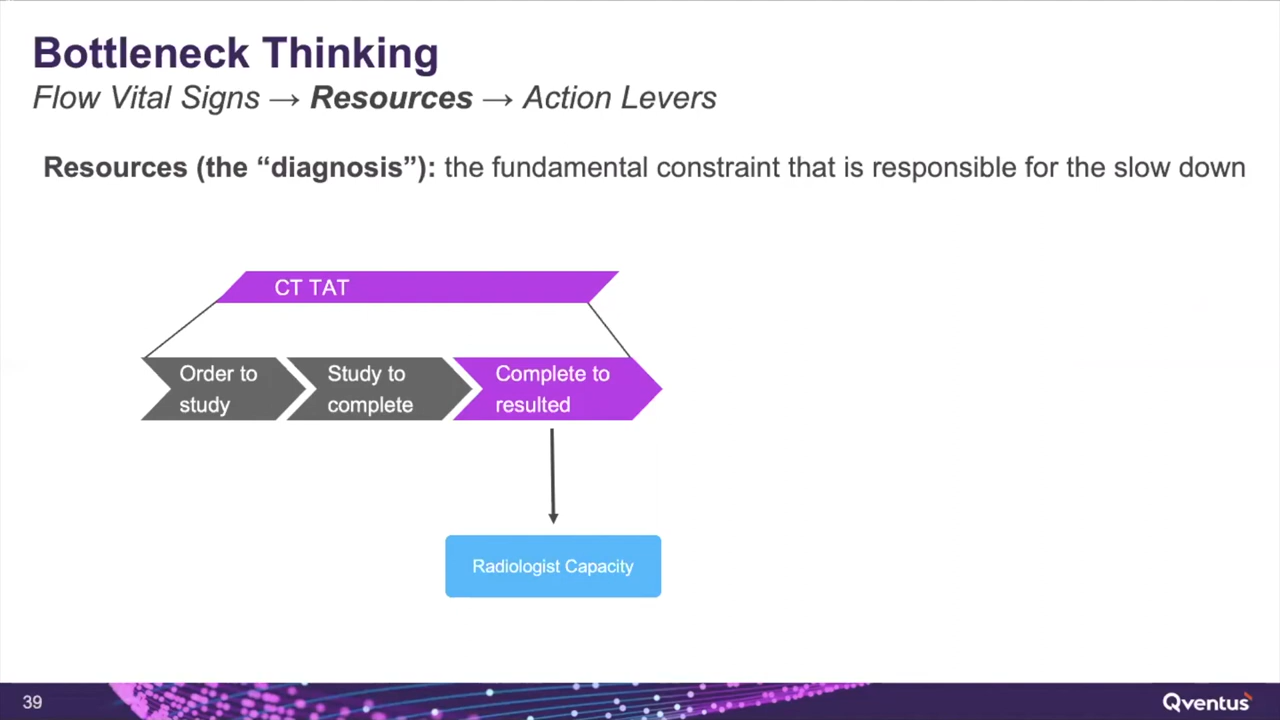 Bottleneck Thinking
Flow Vital Signs → Resources → Action Levers
Resources (the “diagnosis”): the fundamental constraint that is responsible for the slow down
CT TAT
Order to
study
Study to
complete
Complete to
resulted
Radiologist Capacity
39
Qventus